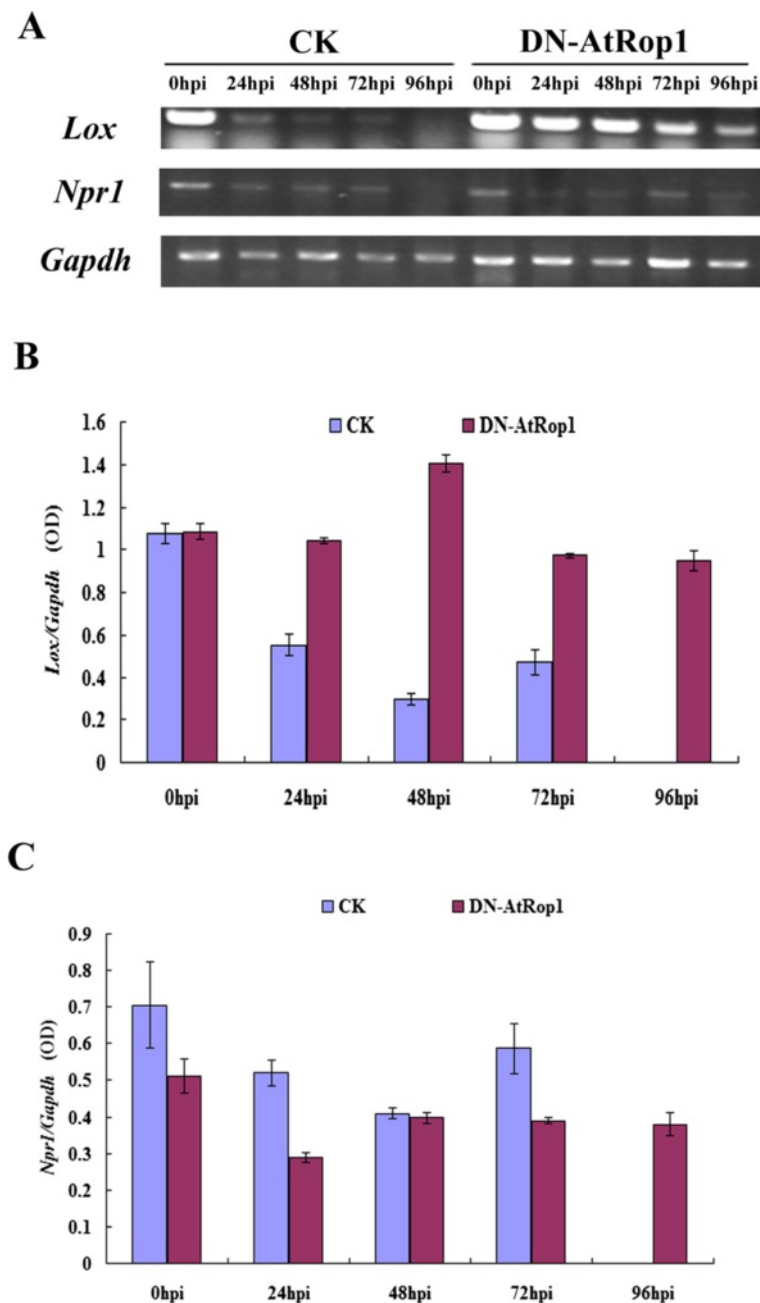 A
CK DN-AtRop1
0hpi 24hpi 48hpi 72hpi 96hpi 0hpi 24hpi 48hpi 72hpi 96hpi
Lox
Npr1
Gapdh
B
CK DN-AtRop1
1.6
1.4
1.2
1
0.8
0.6
0.4
0.2
0
Lox/Gapdh (OD)
0hpi 24hpi 48hpi 72hpi 96hpi
C
CK DN-AtRop1
0.9
0.8
0.7
0.6
0.5
0.4
0.3
0.2
0.1
0
Npr1/Gapdh (OD)
0hpi 24hpi 48hpi 72hpi 96hpi